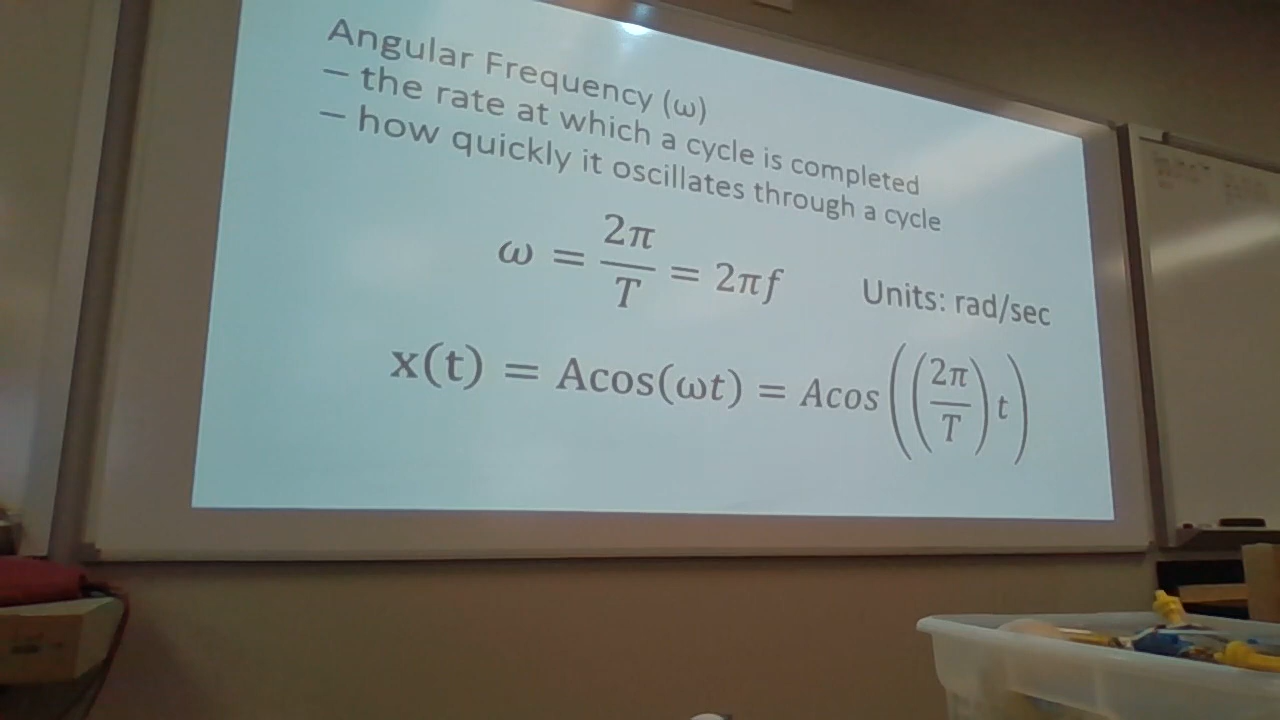 Angular Frequency (ω)
– the rate at which a cycle is completed
– how quickly it oscillates through a cycle
ω = 2π/T = 2πf
Units: rad/sec
x(t) = Acos(ωt) = Acos((2π/T)t)